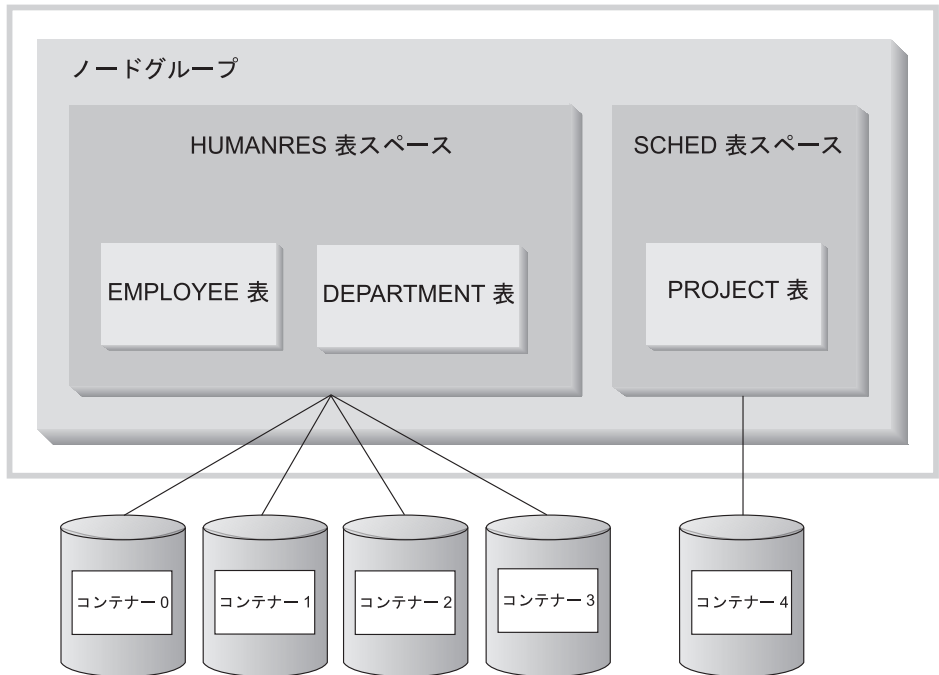 ノードグループ
HUMANRES 表スペース
SCHED 表スペース
EMPLOYEE 表
DEPARTMENT 表
PROJECT 表
コンテナー 0
コンテナー 1
コンテナー 2
コンテナー 3
コンテナー 4